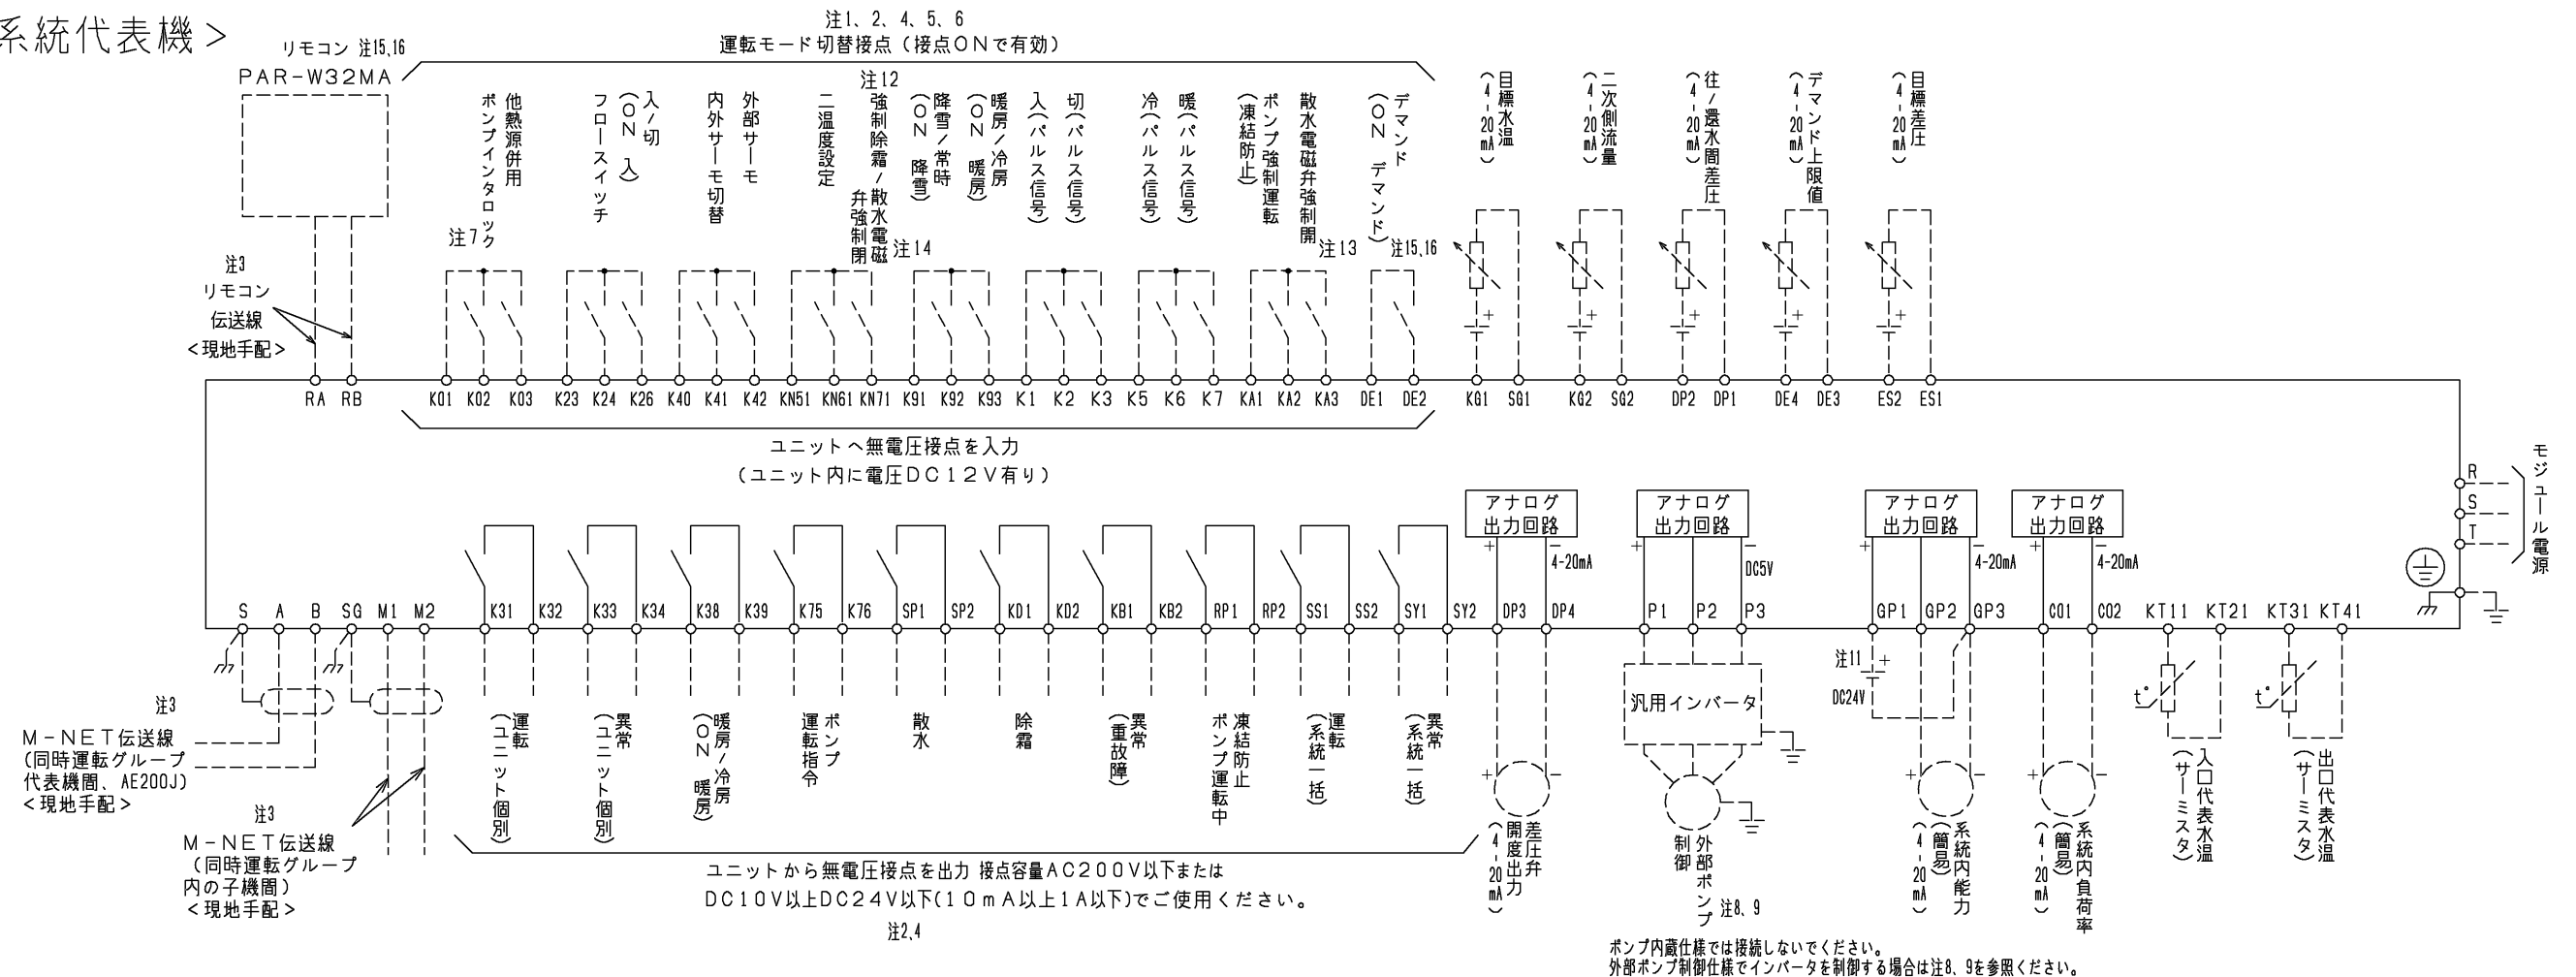 系統代表機>
リモコン 注15、16
PAR-W32MA
注1、2、4、5、6
運転モード切替接点（接点ONで有効）
他熱源併用
ポンプインタロック
注7
入/切
(ON 入)
フロースイッチ
外部サーモ
内外サーモ切替
注12
強制除霜/散水電磁
弁強制閉
二温度設定
注14
暖房/冷房
(ON 暖房)
降雪/常時
(ON 降雪)
切(パルス信号)
入(パルス信号)
暖(パルス信号)
冷(パルス信号)
散水電磁弁強制開
ポンプ強制運転
(凍結防止)
注13
デマンド
(ON デマンド)
注15、16
目標水温
(4-20mA)
二次側流量
(4-20mA)
往/還水間差圧
(4-20mA)
デマンド上限値
(4-20mA)
目標差圧
(4-20mA)
注3
リモコン
伝送線
<現地手配>
+ + + + +
RA RB K01 K02 K03 K23 K24 K26 K40 K41 K42 KN51 KN61 KN71 K91 K92 K93 K1 K2 K3 K5 K6 K7 KA1 KA2 KA3 DE1 DE2 KG1 SG1 KG2 SG2 DP2 DP1 DE4 DE3 ES2 ES1
ユニットへ無電圧接点を入力
（ユニット内に電圧DC12V有り）
R
S
T
モジュール電源
アナログ
出力回路
+ − 4-20mA
アナログ
出力回路
+ − DC5V
アナログ
出力回路
+ − 4-20mA
アナログ
出力回路
+ − 4-20mA
S A B SG M1 M2 K31 K32 K33 K34 K38 K39 K75 K76 SP1 SP2 KD1 KD2 KB1 KB2 RP1 RP2 SS1 SS2 SY1 SY2 DP3 DP4 P1 P2 P3 GP1 GP2 GP3 CO1 CO2 KT11 KT21 KT31 KT41
注3
M-NET伝送線
(同時運転グループ
代表機間、AE200J)
<現地手配>
注3
M-NET伝送線
（同時運転グループ
内の子機間）
<現地手配>
運転
(ユニット個別)
異常
(ユニット個別)
暖房/冷房
(ON 暖房)
ポンプ
運転指令
散水
除霜
異常
(重故障)
凍結防止
ポンプ運転中
運転
(系統一括)
異常
(系統一括)
ユニットから無電圧接点を出力 接点容量AC200V以下または
DC10V以上DC24V以下(10mA以上1A以下)でご使用ください。
注2、4
+ −
差圧弁
開度出力
(4-20mA)
汎用インバータ
外部ポンプ
制御
注8、9
ポンプ内蔵仕様では接続しないでください。
外部ポンプ制御仕様でインバータを制御する場合は注8、9を参照ください。
注11 +
DC24V
+ −
系統内能力
(簡易)
(4-20mA)
+ −
系統内負荷率
(簡易)
(4-20mA)
t°
入口代表水温
(サーミスタ)
t°
出口代表水温
(サーミスタ)